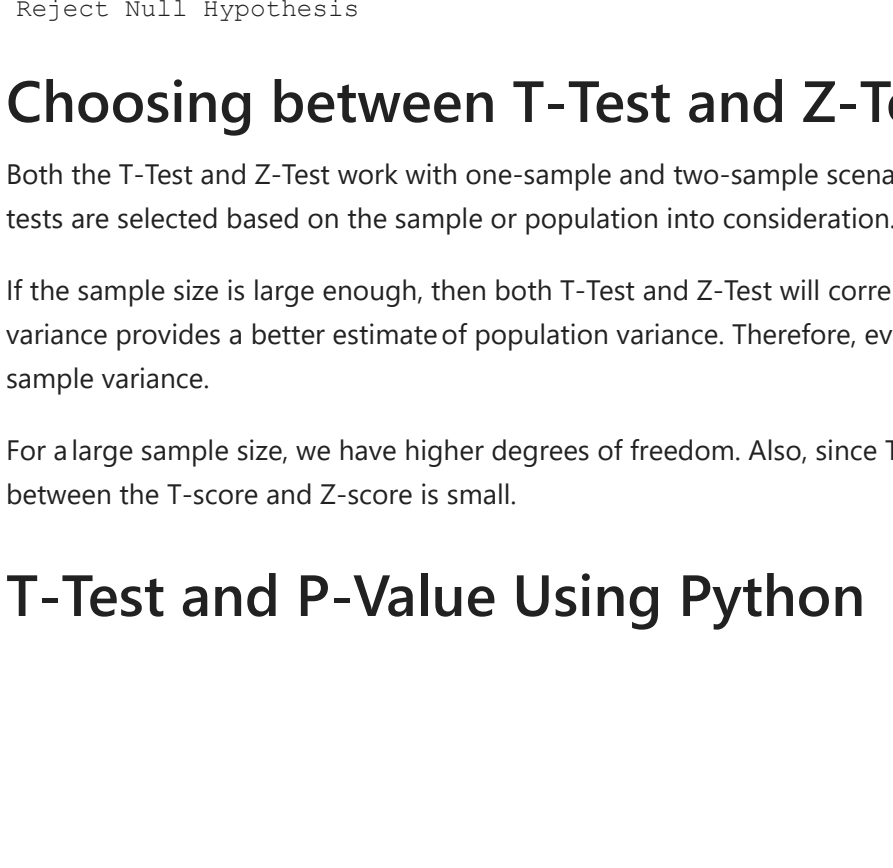 Reject Null Hypothesis
Choosing between T-Test and Z-Te
Both the T-Test and Z-Test work with one-sample and two-sample scena
tests are selected based on the sample or population into consideration.
If the sample size is large enough, then both T-Test and Z-Test will corre
variance provides a better estimate of population variance. Therefore, ev
sample variance.
For a large sample size, we have higher degrees of freedom. Also, since T
between the T-score and Z-score is small.
T-Test and P-Value Using Python